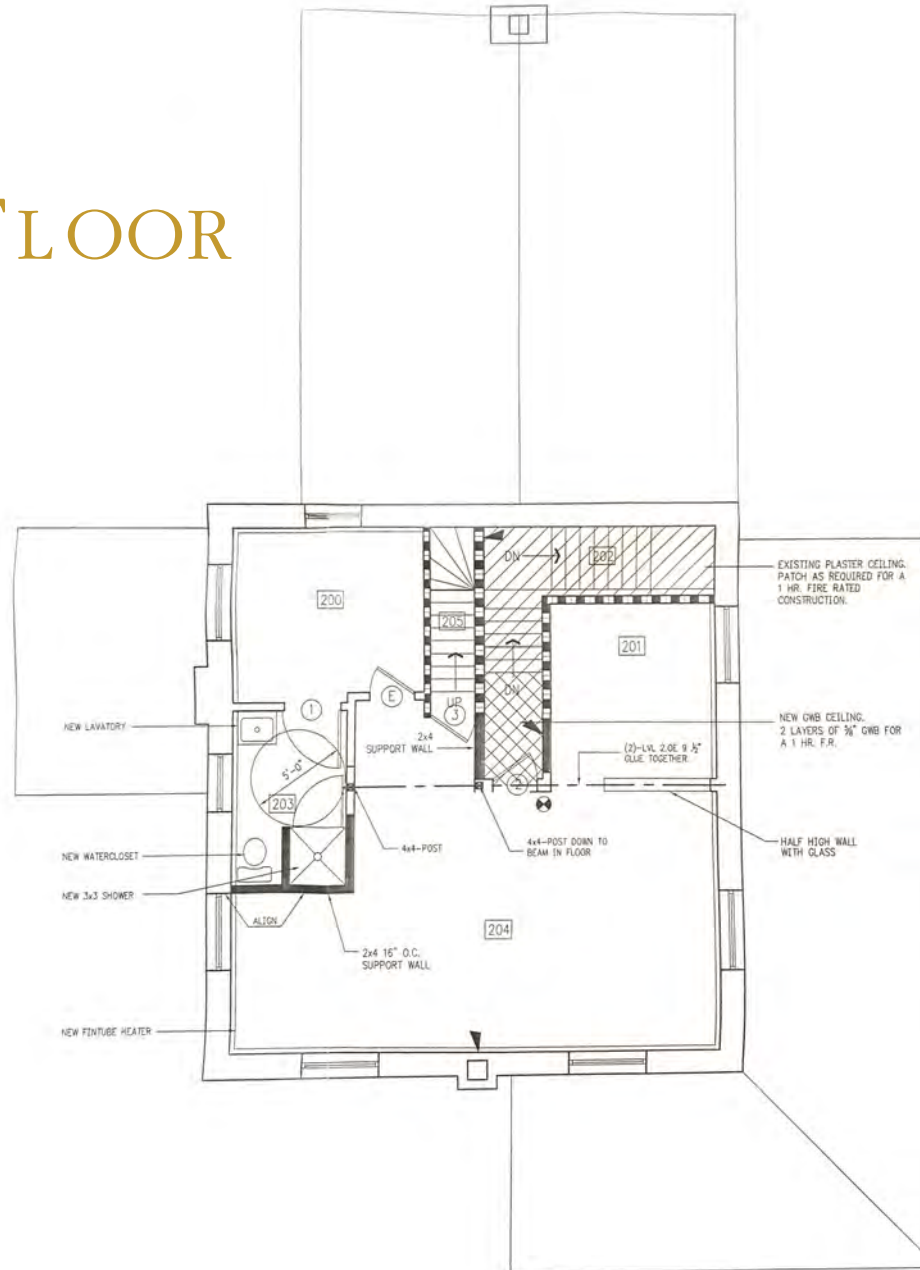 FLOOR
DN
202
EXISTING PLASTER CEILING.
PATCH AS REQUIRED FOR A
1 HR. FIRE RATED
CONSTRUCTION.
200
205
201
DN
E
1
UP
3
NEW LAVATORY
2x4
SUPPORT WALL
NEW GWB CEILING.
2 LAYERS OF ⅝" GWB FOR
A 1 HR. F.R.
(2)-LVL 2.0E 9 ½"
GLUE TOGETHER
5'-0"
203
2
4x4-POST
4x4-POST DOWN TO
BEAM IN FLOOR
HALF HIGH WALL
WITH GLASS
NEW WATERCLOSET
NEW 3x3 SHOWER
ALIGN
204
2x4 16" O.C.
SUPPORT WALL
NEW FINTUBE HEATER